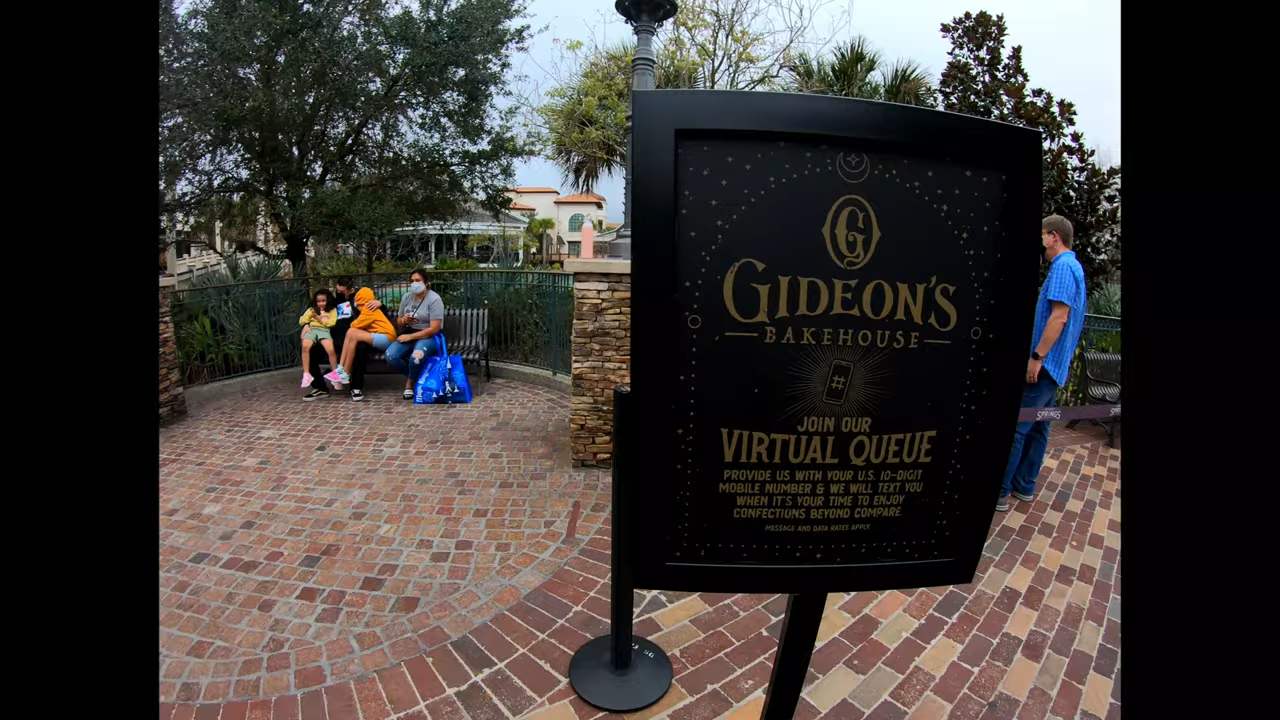 G
GIDEON'S
BAKEHOUSE
#
JOIN OUR
VIRTUAL QUEUE
PROVIDE US WITH YOUR U.S. 10-DIGIT
MOBILE NUMBER & WE WILL TEXT YOU
WHEN IT'S YOUR TIME TO ENJOY
CONFECTIONS BEYOND COMPARE.
MESSAGE AND DATA RATES APPLY
SPRINGS